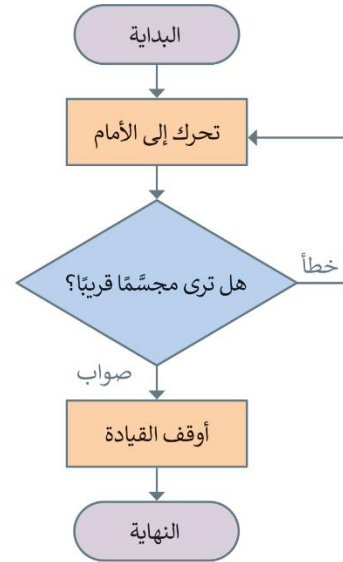 البداية
تحرك إلى الأمام
هل ترى مجسَّمًا قريبًا؟
خطأ
صواب
أوقف القيادة
النهاية